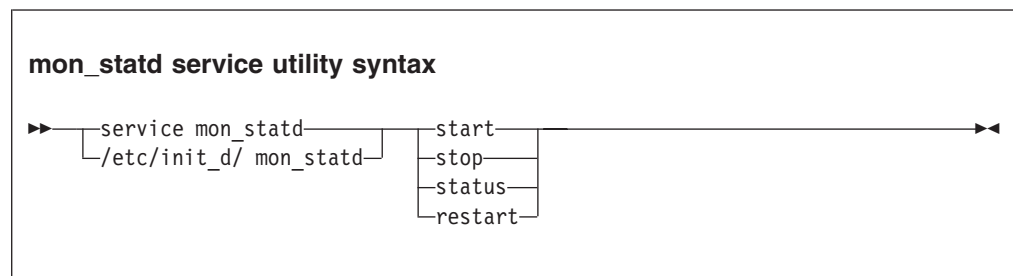 mon_statd service utility syntax
service mon_statd start
/etc/init_d/ mon_statd stop
status
restart